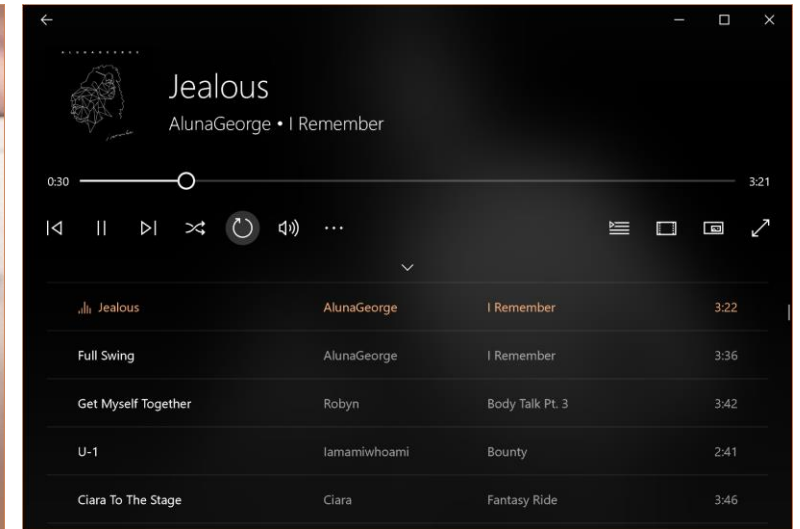 Jealous
AlunaGeorge • I Remember
0:30 3:21
Jealous AlunaGeorge I Remember 3:22
Full Swing AlunaGeorge I Remember 3:36
Get Myself Together Robyn Body Talk Pt. 3 3:42
U-1 Iamamiwhoami Bounty 2:41
Ciara To The Stage Ciara Fantasy Ride 3:46